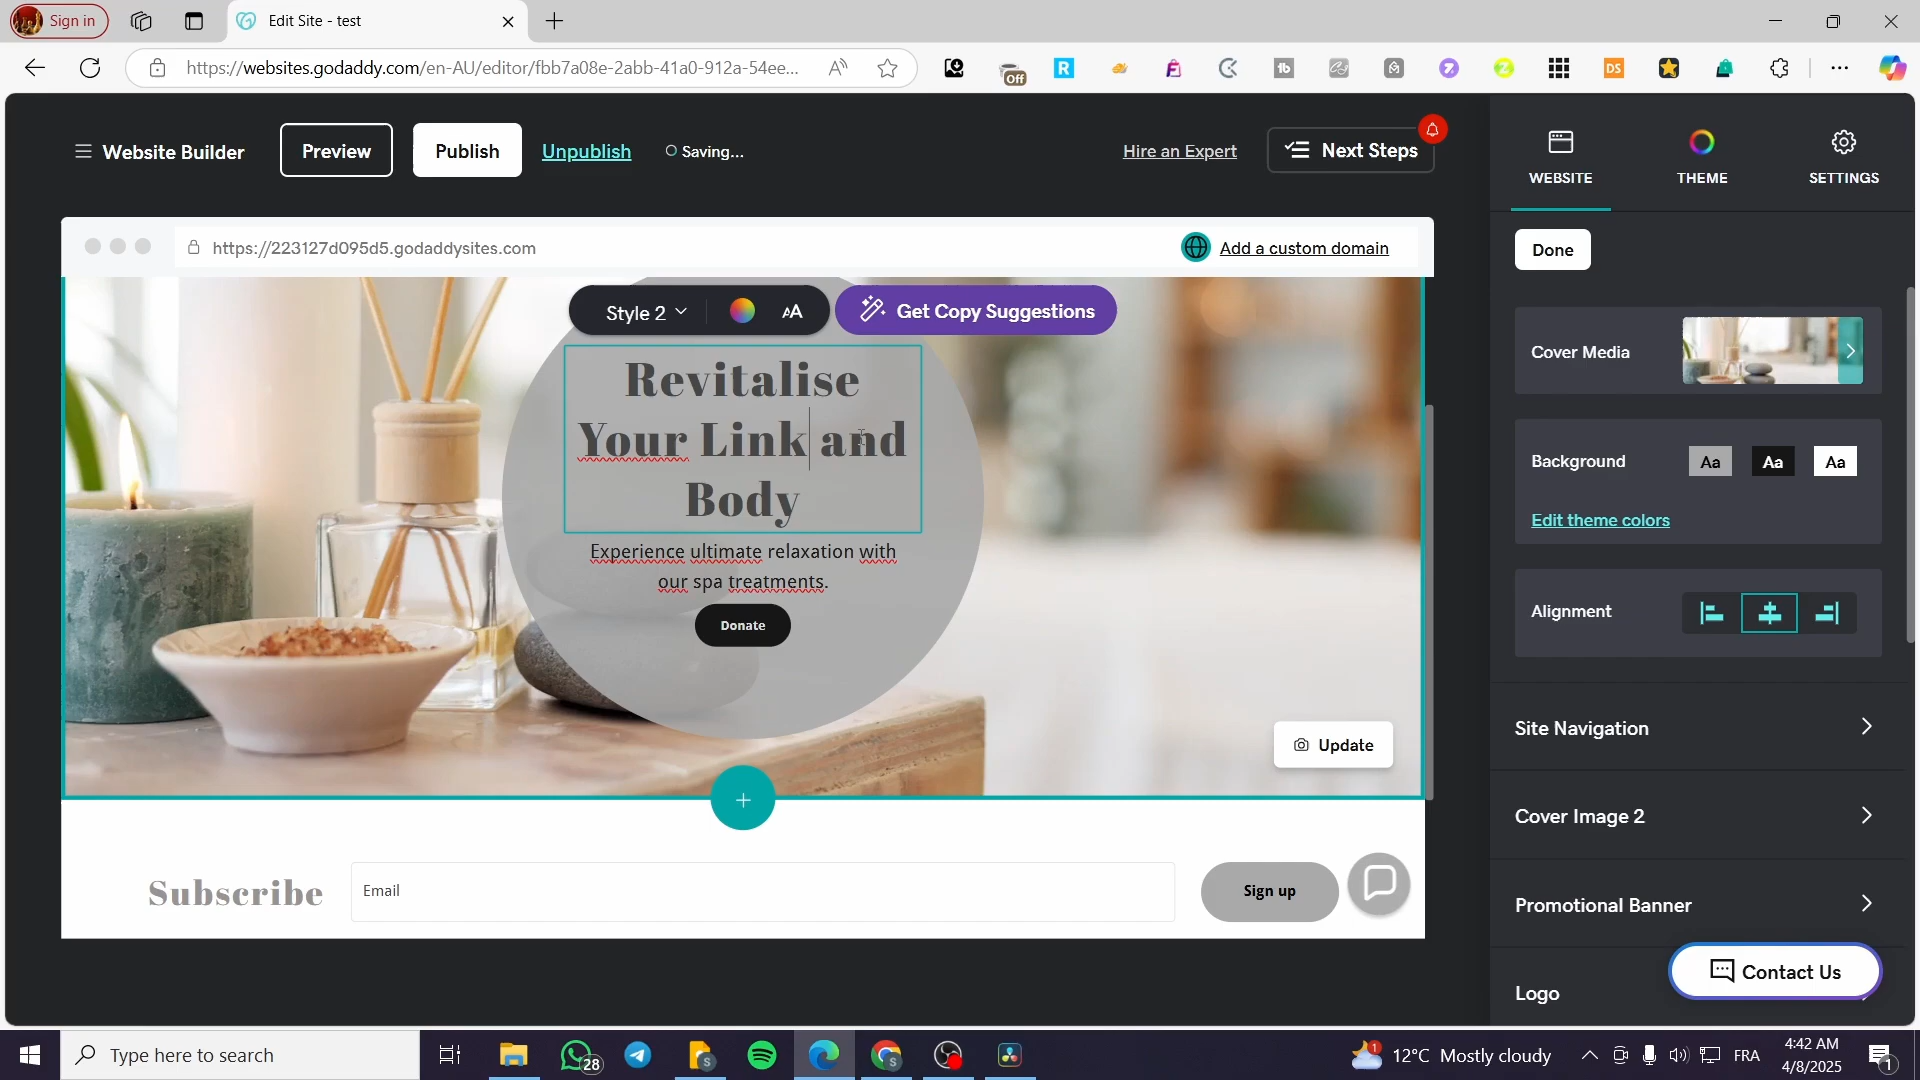 Sign in
Edit Site - test
https://websites.godaddy.com/en-AU/editor/fbb7a08e-2abb-41a0-912a-54ee...
Off
Website Builder
Preview
Publish
Unpublish
Saving...
Hire an Expert
Next Steps
WEBSITE
THEME
SETTINGS
https://223127d095d5.godaddysites.com
Add a custom domain
Done
Style 2
AA
Get Copy Suggestions
Cover Media
Revitalise
Your Link and
Body
Background
Aa
Aa
Aa
Edit theme colors
Experience ultimate relaxation with
our spa treatments.
Donate
Alignment
Update
Site Navigation
Cover Image 2
Subscribe
Email
Sign up
Promotional Banner
Contact Us
Logo
Type here to search
28
12°C Mostly cloudy
FRA
4:42 AM
4/8/2025
1